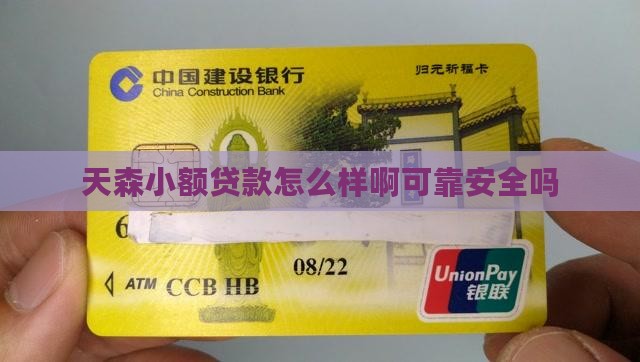 中国建设银行
China Construction Bank
归元祈福卡
天森小额贷款怎么样啊可靠安全吗
6
08/22
ATM CCB HB
UnionPay
银联